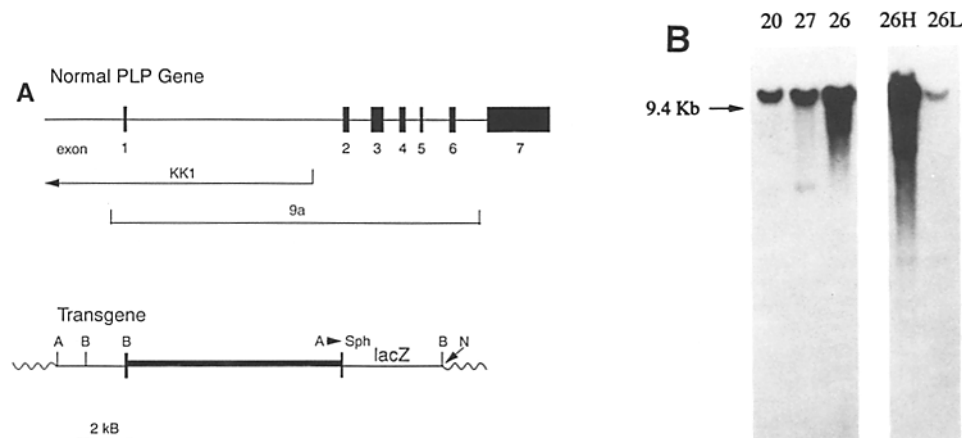 A
Normal PLP Gene
exon 1 2 3 4 5 6 7
KK1
9a
Transgene
A B B A Sph lacZ B N
2 kB
B
20 27 26 26H 26L
9.4 Kb